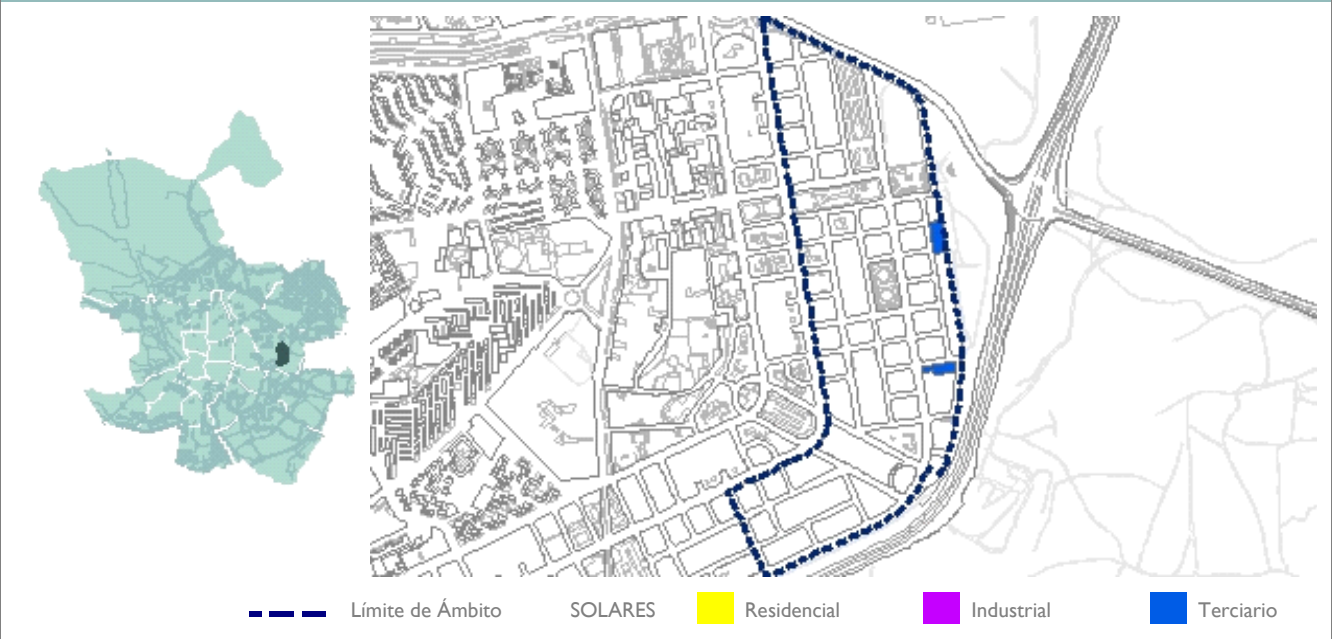 Límite de Ámbito
SOLARES
Residencial
Industrial
Terciario